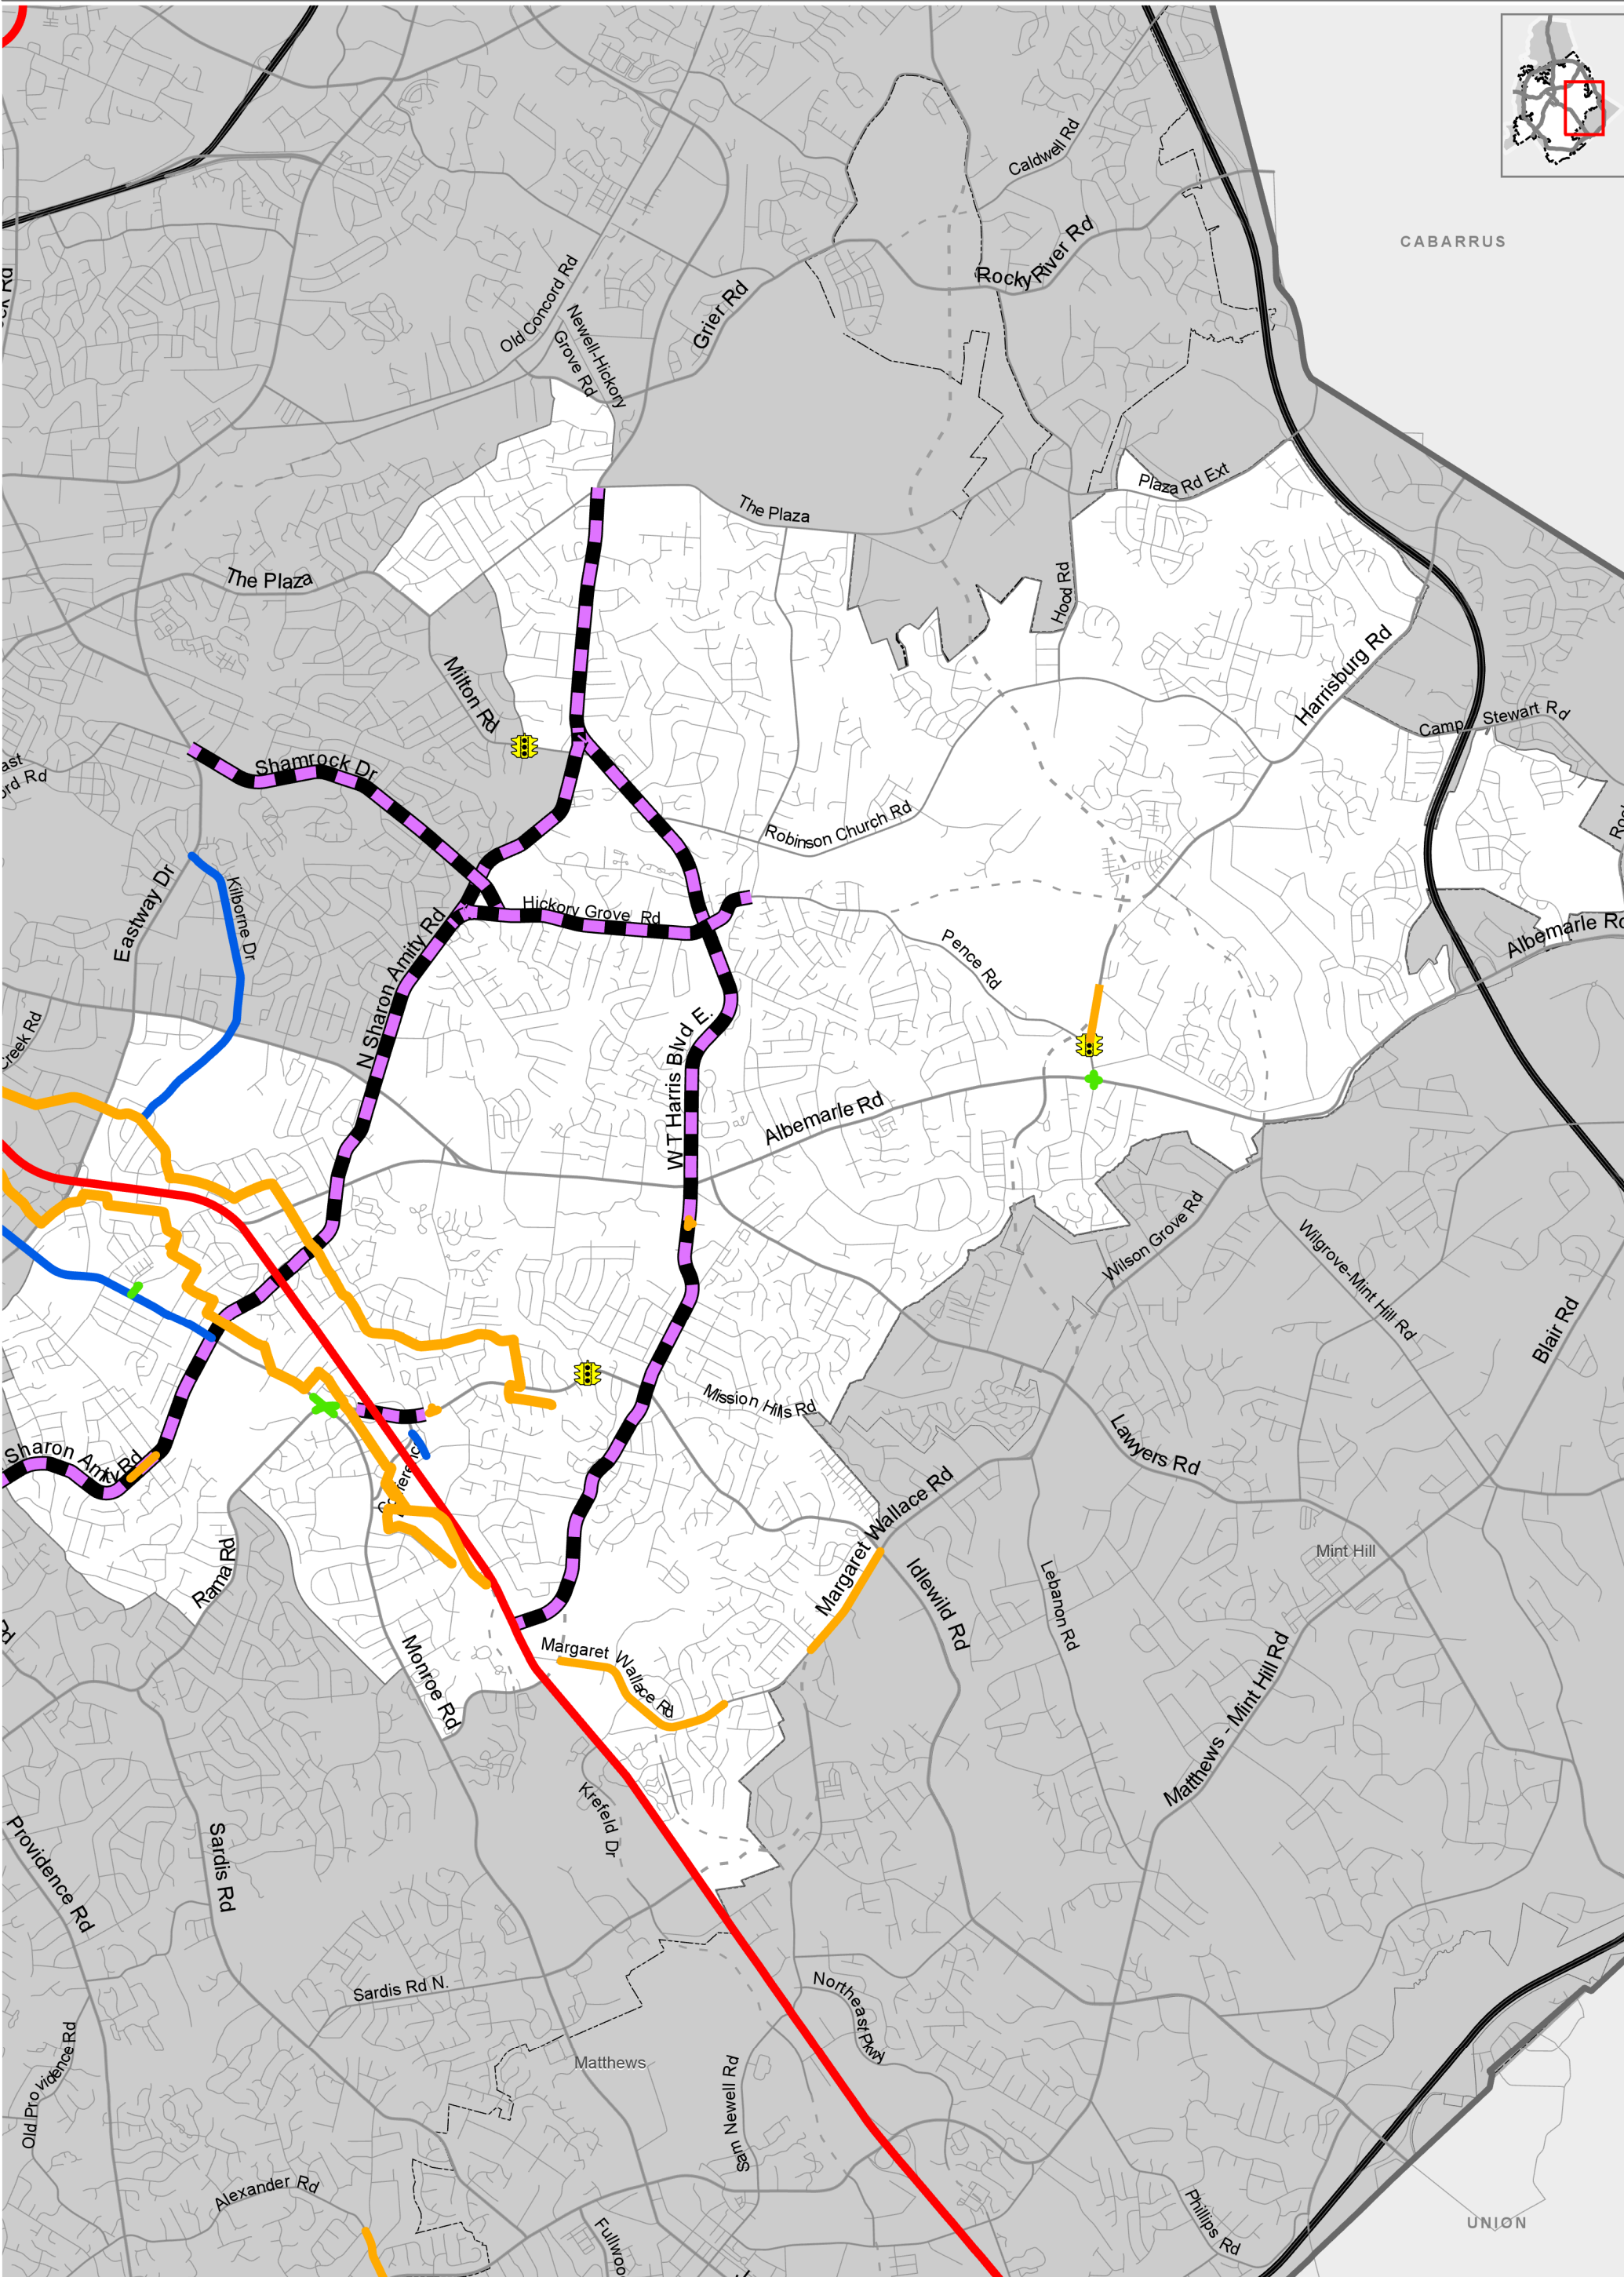 Caldwell Rd
CABARRUS
Rocky River Rd
Old Concord Rd
Newell-Hickory
Grove Rd
Grier Rd
Plaza Rd Ext
The Plaza
The Plaza
Hood Rd
Milton Rd
Harrisburg Rd
Camp Stewart Rd
Shamrock Dr
Robinson Church Rd
Eastway Dr
Kilborne Dr
Hickory Grove Rd
N Sharon Amity Rd
Pence Rd
Albemarle Rd
Creek Rd
W T Harris Blvd E.
Albemarle Rd
Wilson Grove Rd
Wilgrove-Mint Hill Rd
Blair Rd
Mission Hills Rd
Lawyers Rd
Sharon Amity Rd
Margaret Wallace Rd
Rama Rd
Mint Hill
Idlewild Rd
Lebanon Rd
Monroe Rd
Margaret Wallace Rd
Matthews - Mint Hill Rd
Krefeld Dr
Providence Rd
Sardis Rd
Sardis Rd N.
Northeast Pkwy
Matthews
Old Providence Rd
Sam Newell Rd
Alexander Rd
Phillips Rd
UNION